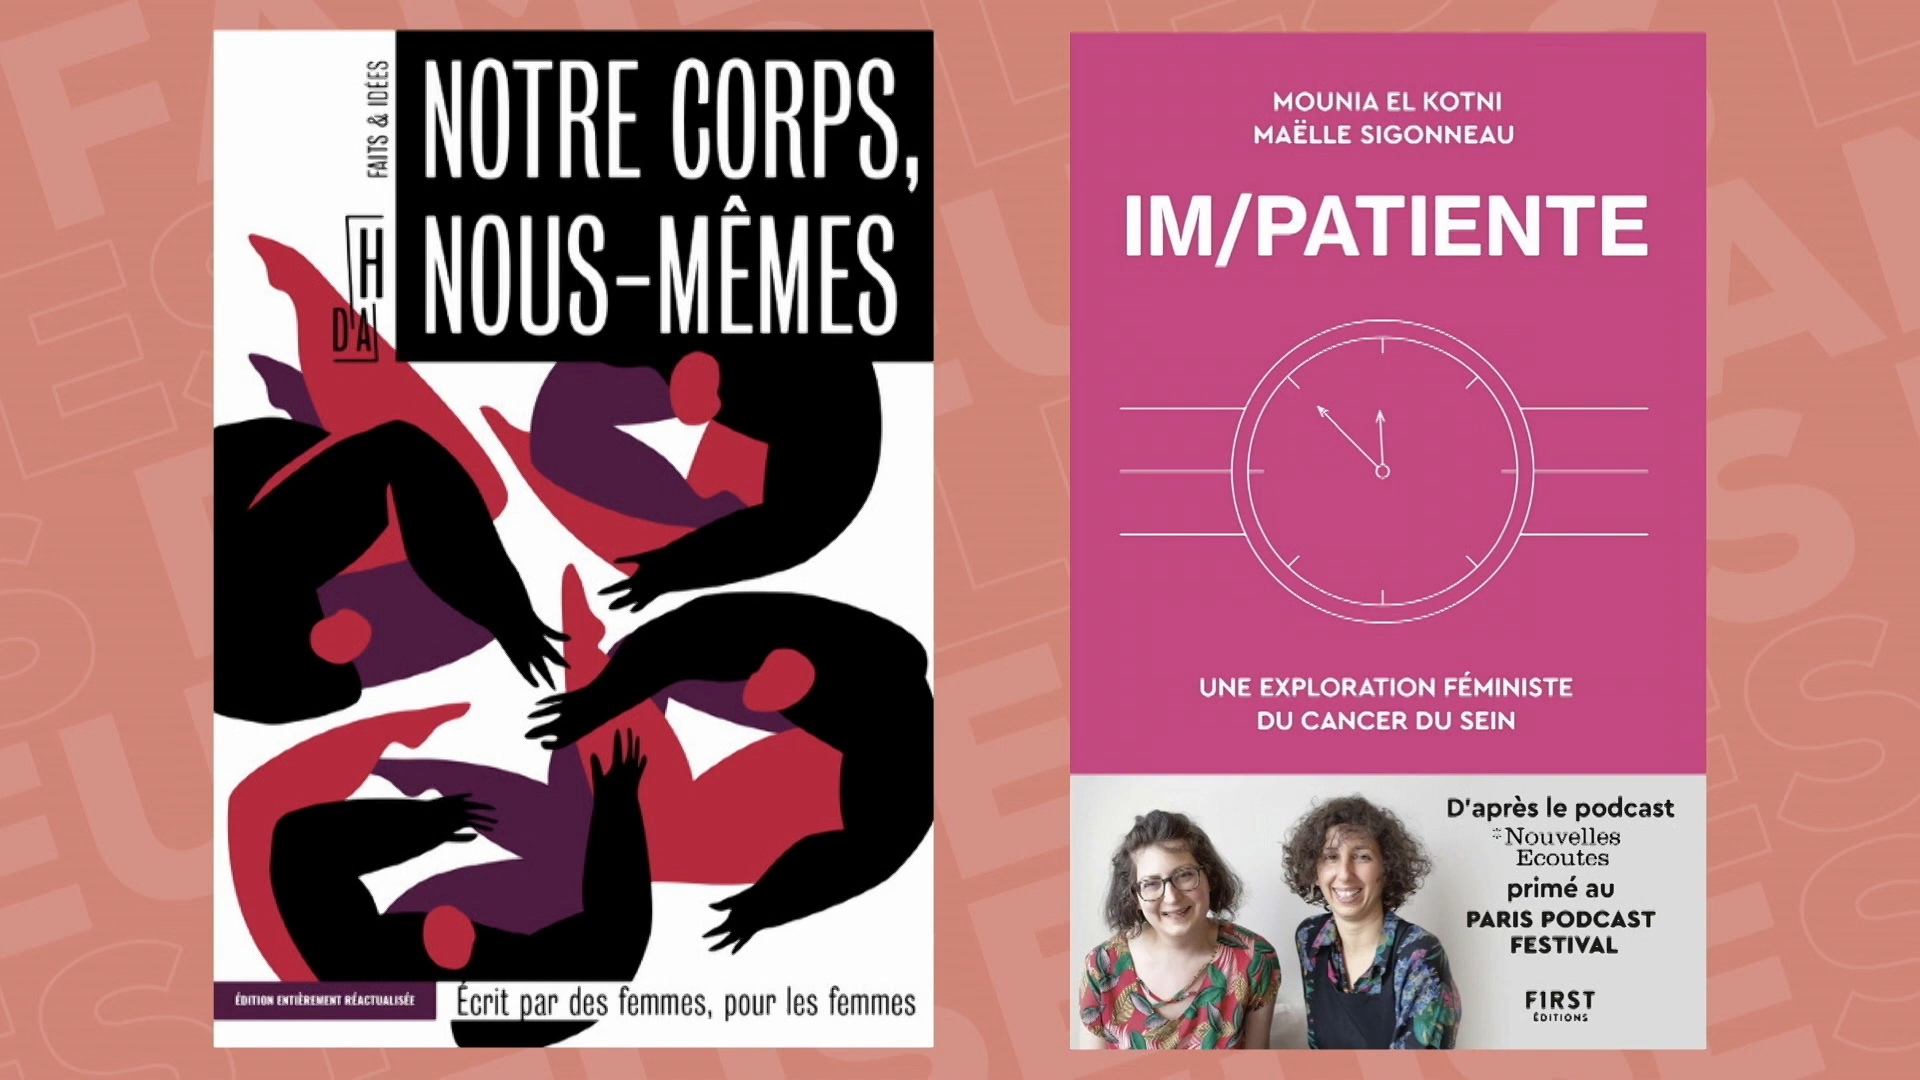 FAITS & IDÉES
H
D'A
NOTRE CORPS,
NOUS-MÊMES
ÉDITION ENTIÈREMENT RÉACTUALISÉE
Écrit par des femmes, pour les femmes
MOUNIA EL KOTNI
MAËLLE SIGONNEAU
IM/PATIENTE
UNE EXPLORATION FÉMINISTE
DU CANCER DU SEIN
D'après le podcast
*Nouvelles
Ecoutes
primé au
PARIS PODCAST
FESTIVAL
FIRST
ÉDITIONS